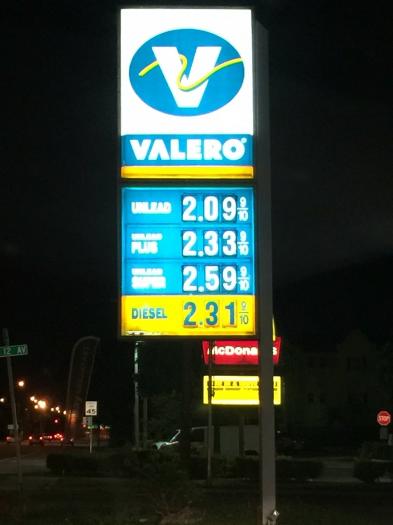 V
VALERO
UNLEAD 2.09 9/10
UNLEAD PLUS 2.33 9/10
UNLEAD SUPER 2.59 9/10
DIESEL 2.31 9/10
McDonald's
12 AV
45
STOP